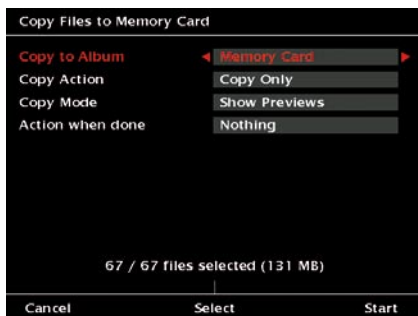 Copy Files to Memory Card
Copy to Album Memory Card
Copy Action Copy Only
Copy Mode Show Previews
Action when done Nothing
67 / 67 files selected (131 MB)
Cancel Select Start